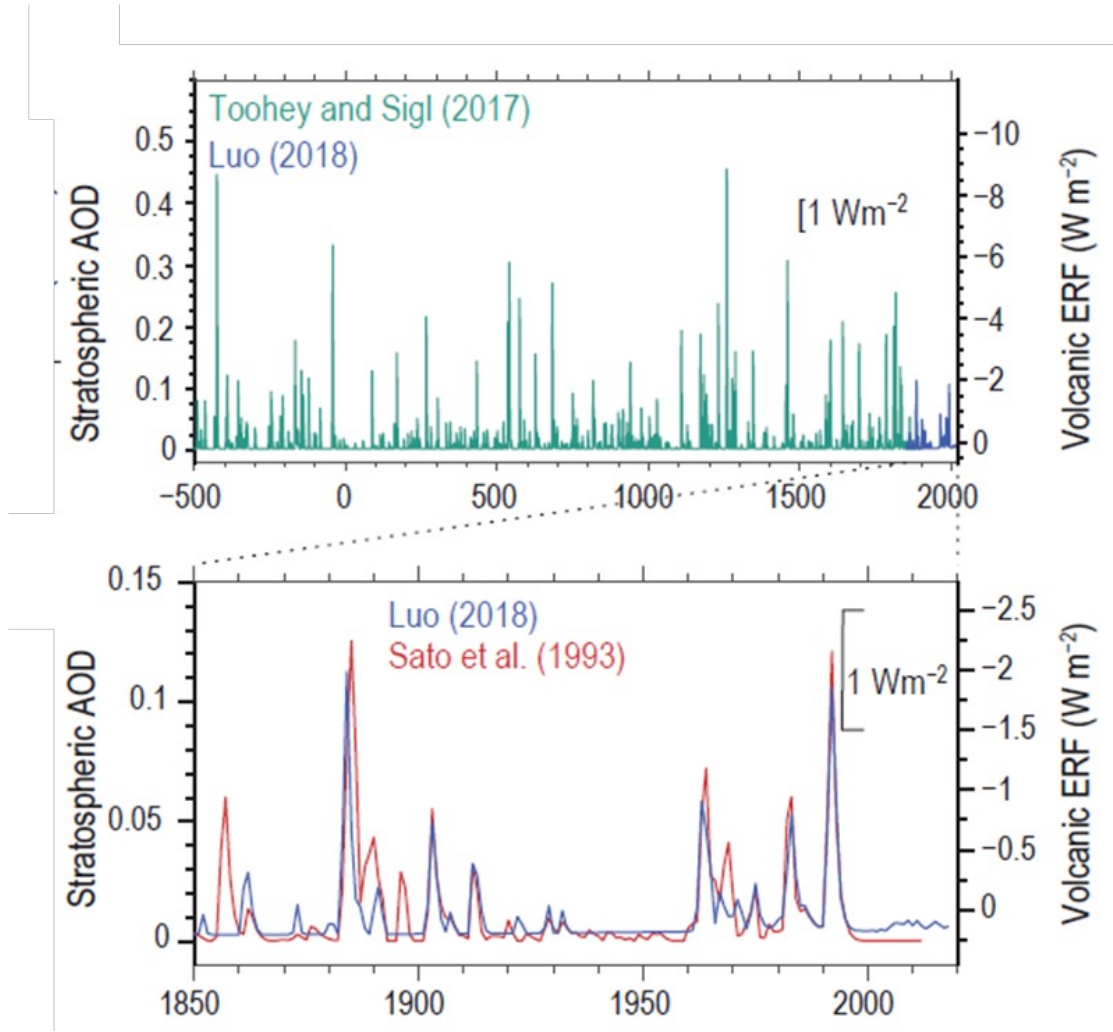 Toohey and Sigl (2017)
Luo (2018)
Stratospheric AOD
0.5
0.4
0.3
0.2
0.1
0
[1 Wm⁻²
−10
−8
−6
−4
−2
0
Volcanic ERF (W m⁻²)
−500 0 500 1000 1500 2000
Luo (2018)
Sato et al. (1993)
Stratospheric AOD
0.15
0.1
0.05
0
1 Wm⁻²
−2.5
−2
−1.5
−1
−0.5
0
Volcanic ERF (W m⁻²)
1850 1900 1950 2000